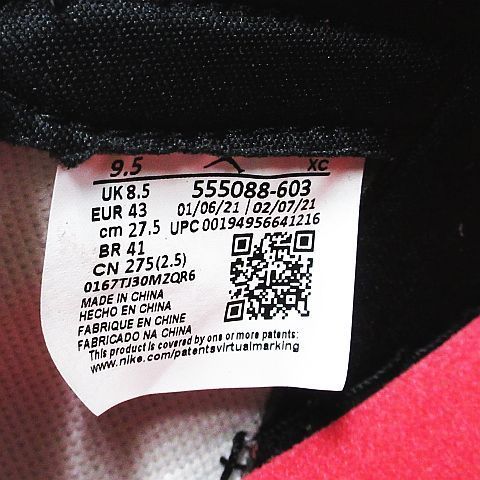 9.5 XC
UK 8.5 555088-603
EUR 43 01/06/21 | 02/07/21
cm 27.5 UPC 00194956641216
BR 41
CN 275(2.5)
0167TJ30MZQR6
MADE IN CHINA
HECHO EN CHINA
FABRIQUE EN CHINE
FABRICADO NA CHINA
This product is covered by one or more patents:
www.nike.com/patentsvirtualmarking